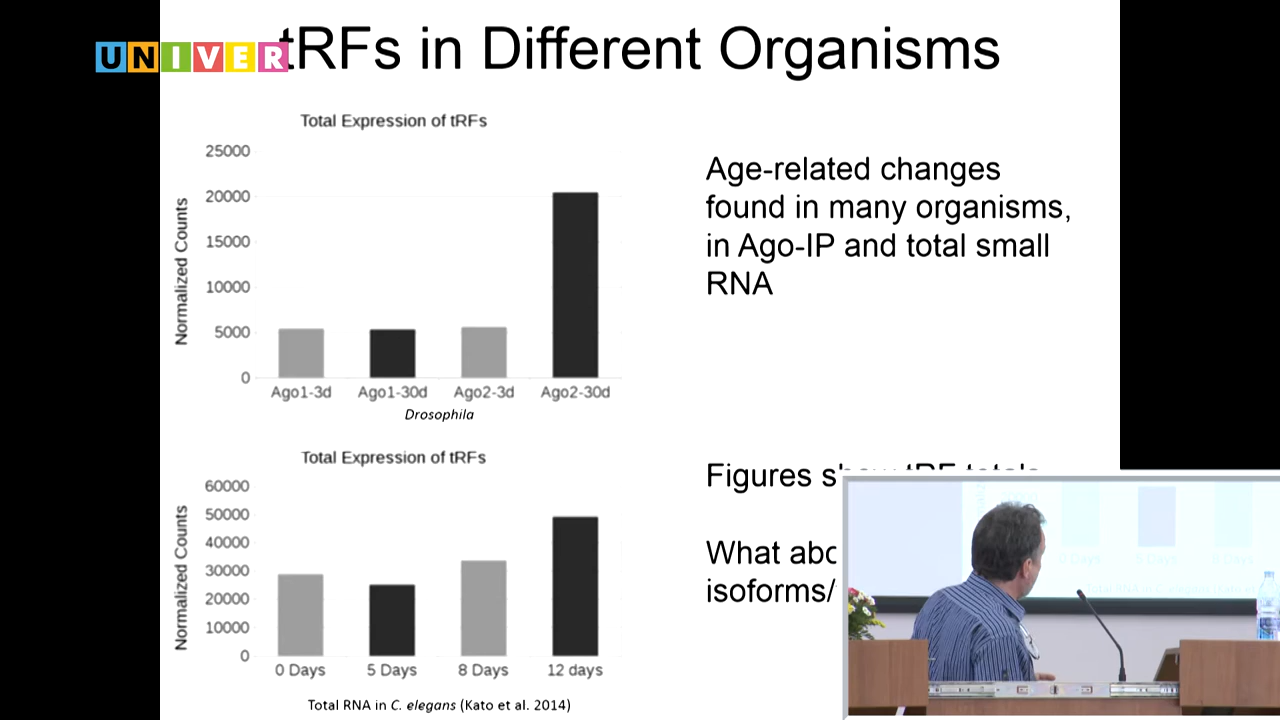 UNIVER
tRFs in Different Organisms
Total Expression of tRFs
Normalized Counts
25000
20000
15000
10000
5000
0
Ago1-3d Ago1-30d Ago2-3d Ago2-30d
Drosophila
Age-related changes
found in many organisms,
in Ago-IP and total small
RNA
Total Expression of tRFs
Normalized Counts
60000
50000
40000
30000
20000
10000
0
0 Days 5 Days 8 Days 12 days
Total RNA in C. elegans (Kato et al. 2014)
Figures tRF totals
What
isoforms/